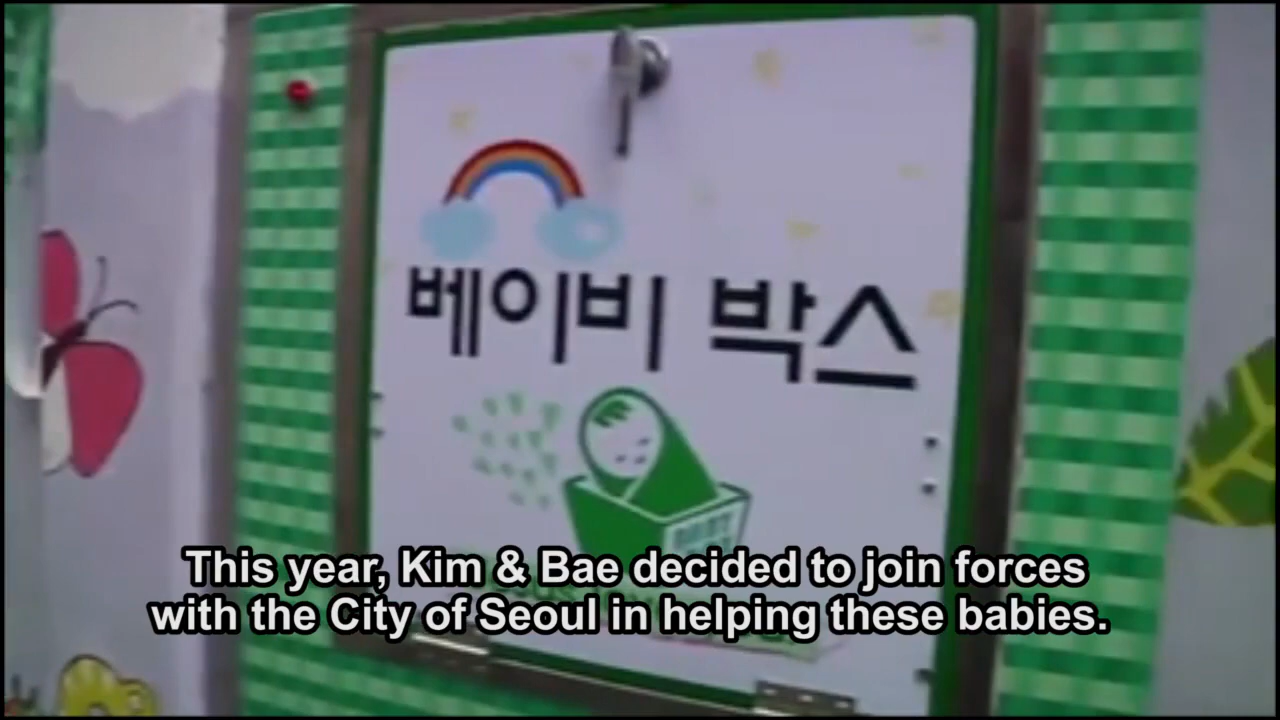 베이비 박스
This year, Kim & Bae decided to join forces
with the City of Seoul in helping these babies.